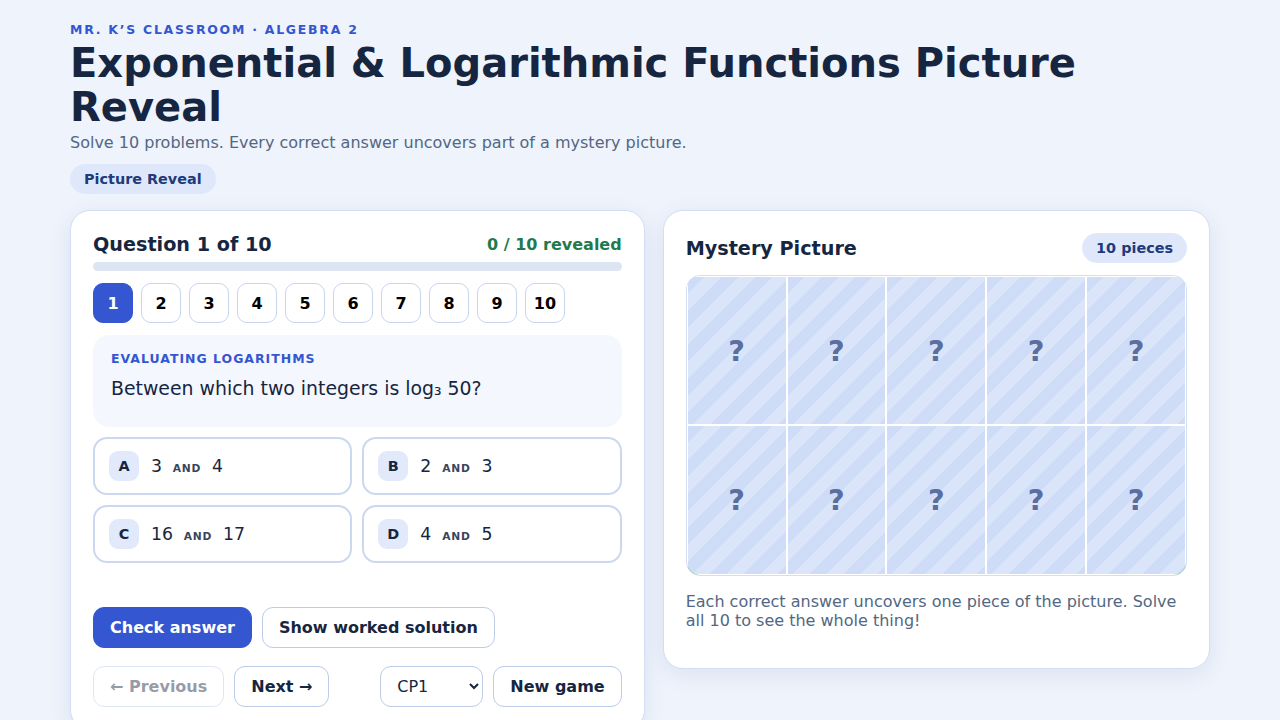 MR. K’S CLASSROOM · ALGEBRA 2
Exponential & Logarithmic Functions Picture
Reveal
Solve 10 problems. Every correct answer uncovers part of a mystery picture.
Picture Reveal
Question 1 of 10
0 / 10 revealed
1 2 3 4 5 6 7 8 9 10
EVALUATING LOGARITHMS
Between which two integers is log₃ 50?
A 3 AND 4
B 2 AND 3
C 16 AND 17
D 4 AND 5
Check answer
Show worked solution
← Previous
Next →
CP1
New game
Mystery Picture
10 pieces
? ? ? ? ?
? ? ? ? ?
Each correct answer uncovers one piece of the picture. Solve
all 10 to see the whole thing!